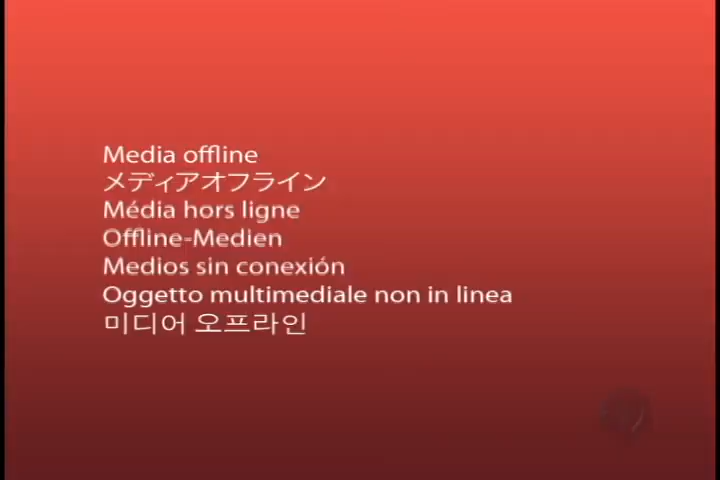 Media offline
メディアオフライン
Média hors ligne
Offline-Medien
Medios sin conexión
Oggetto multimediale non in linea
미디어 오프라인